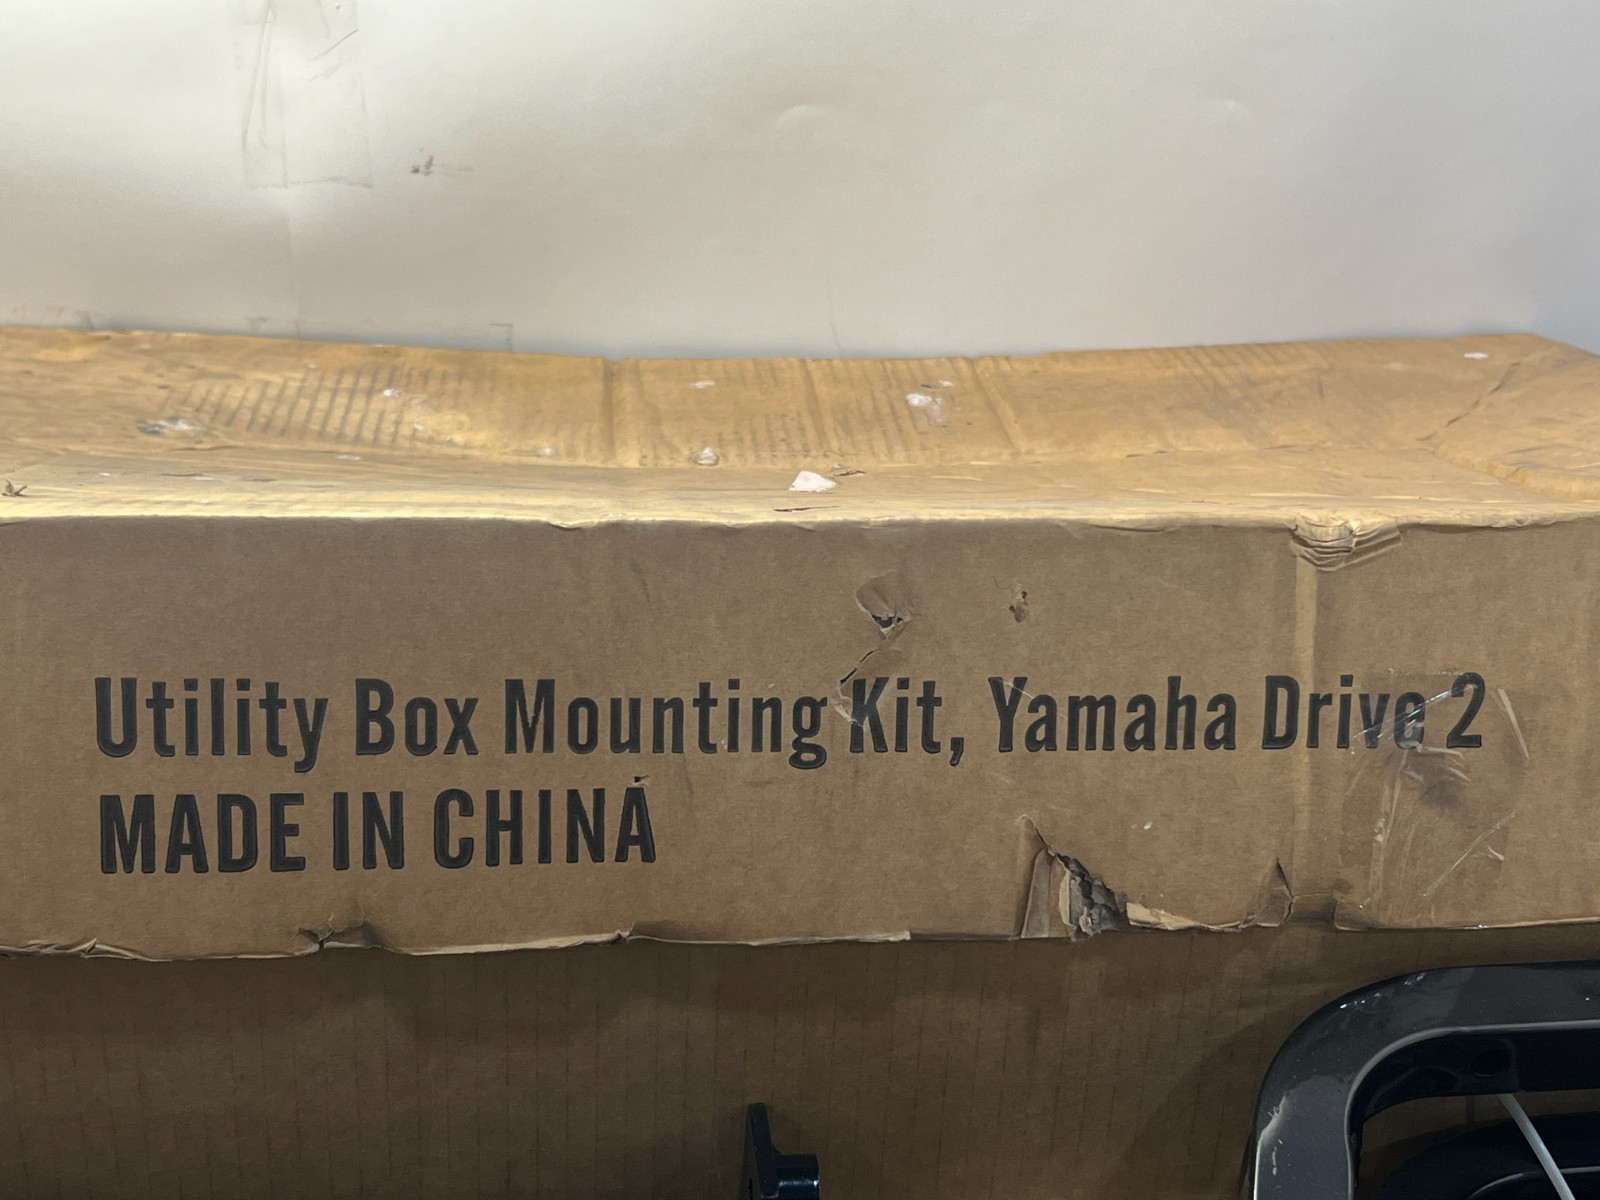 Utility Box Mounting Kit, Yamaha Drive 2
MADE IN CHINA